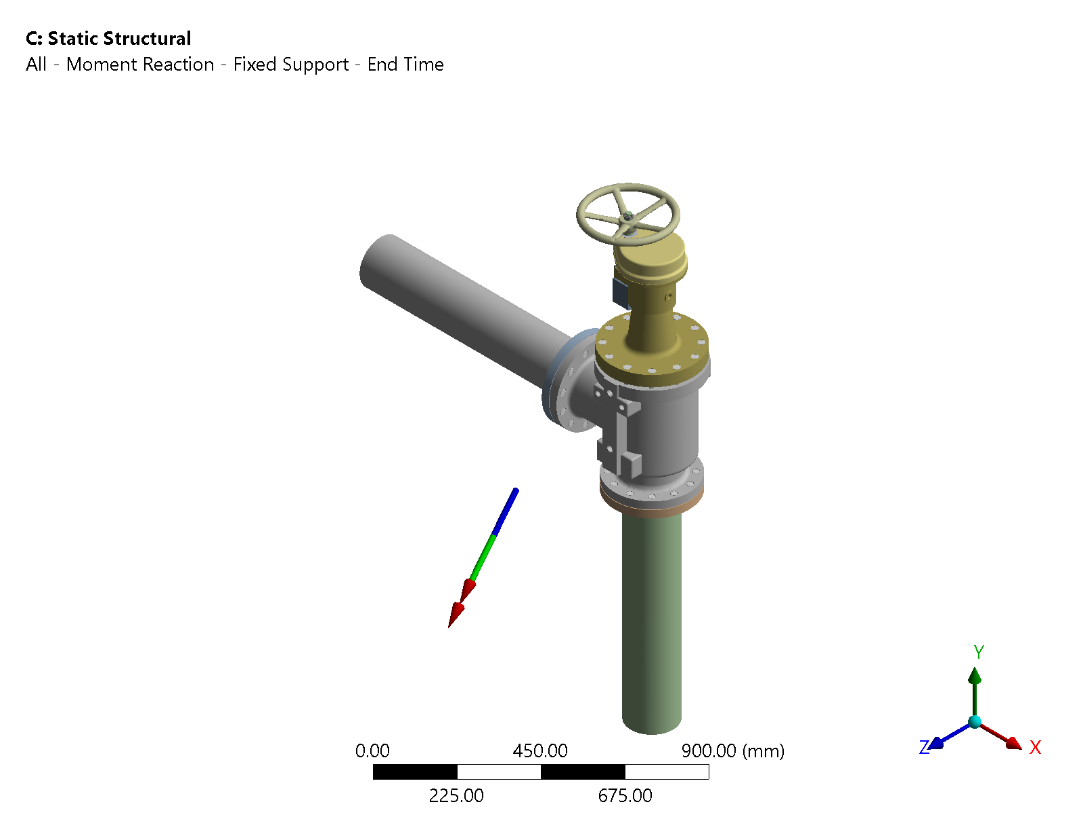 C: Static Structural
All - Moment Reaction - Fixed Support - End Time
Y
Z
X
0.00 450.00 900.00 (mm)
225.00 675.00